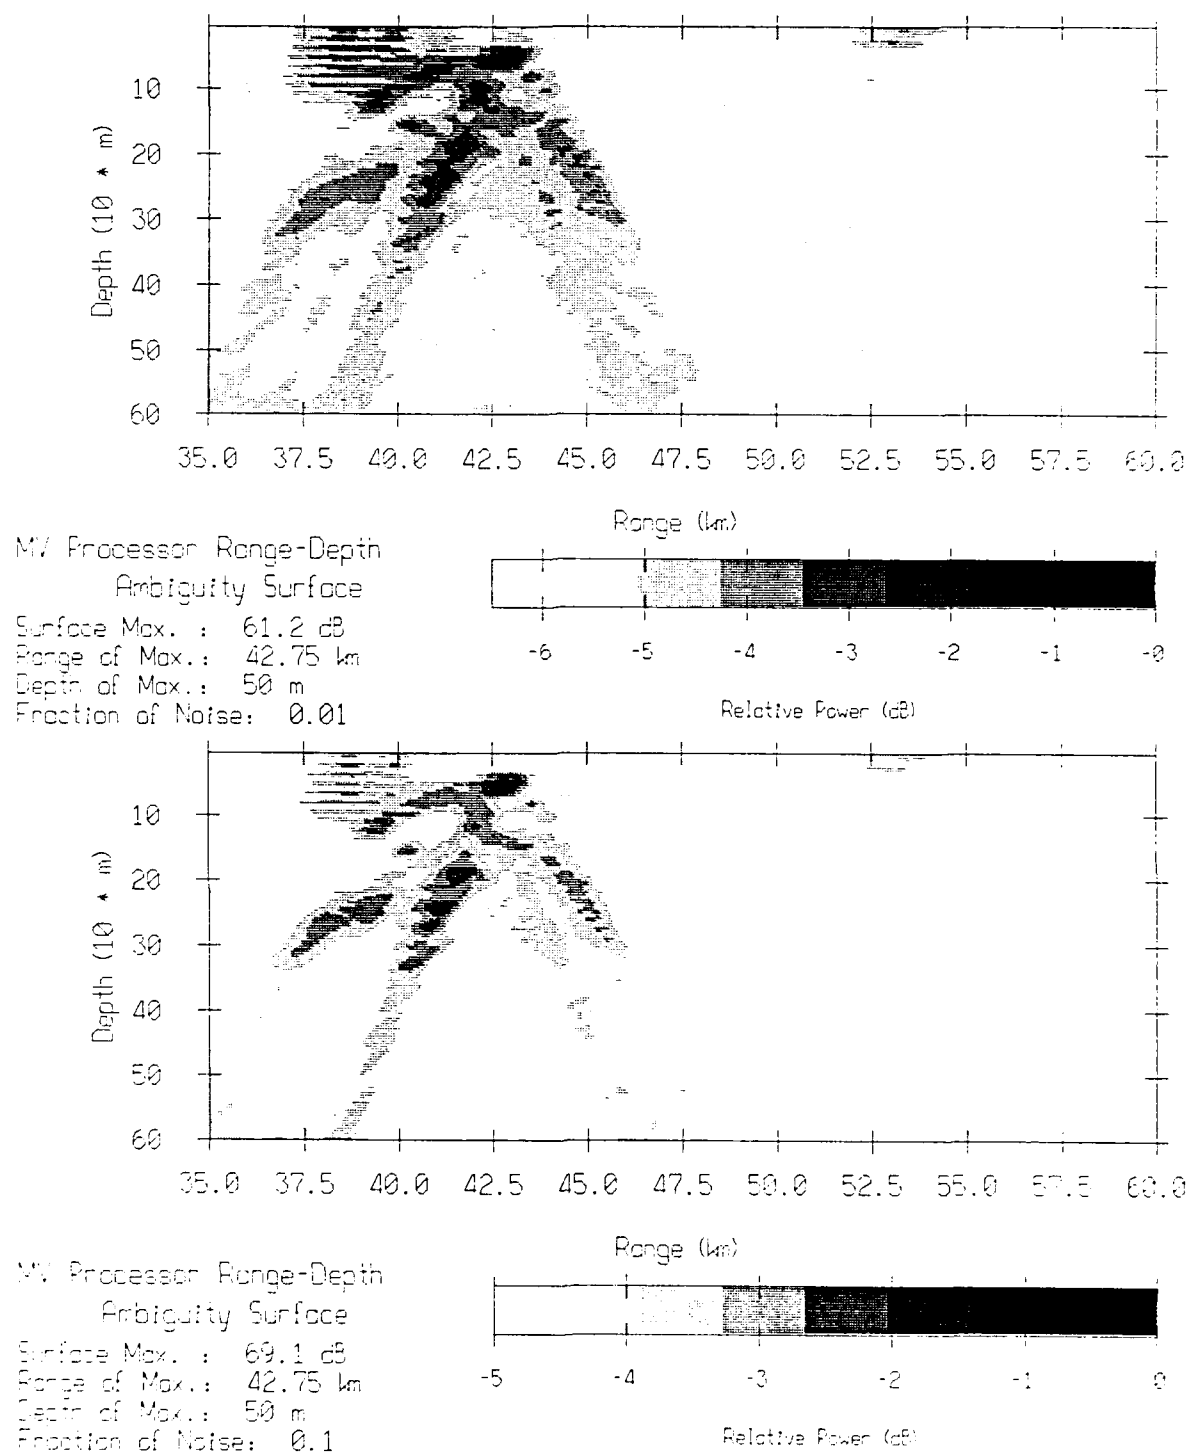 10
20
30
40
50
60
Depth (10 * m)
35.0 37.5 40.0 42.5 45.0 47.5 50.0 52.5 55.0 57.5 60.0
Range (km)
MV Processor Range-Depth
Ambiguity Surface
Surface Max. : 61.2 dB
Range of Max.: 42.75 km
Depth of Max.: 50 m
Fraction of Noise: 0.01
-6 -5 -4 -3 -2 -1 -0
Relative Power (dB)
10
20
30
40
50
60
Depth (10 * m)
35.0 37.5 40.0 42.5 45.0 47.5 50.0 52.5 55.0 57.5 60.0
Range (km)
MV Processor Range-Depth
Ambiguity Surface
Surface Max. : 69.1 dB
Range of Max.: 42.75 km
Depth of Max.: 50 m
Fraction of Noise: 0.1
-5 -4 -3 -2 -1 0
Relative Power (dB)